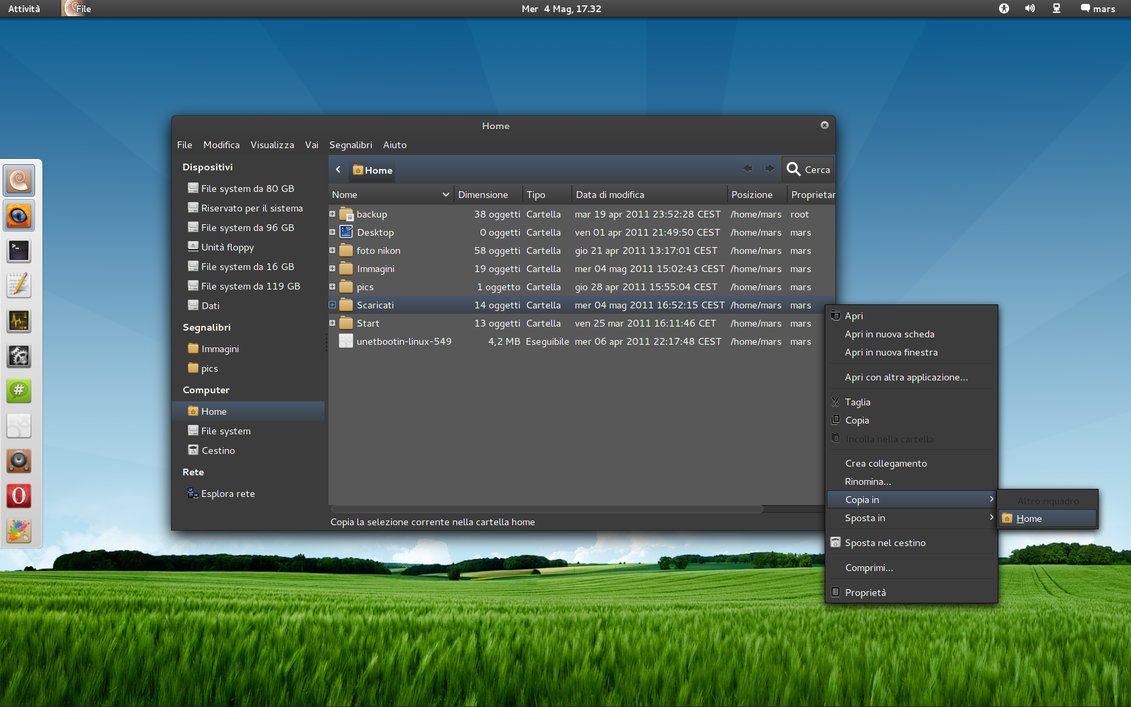 Attività File Mer 4 Mag, 17.32 mars
Home
File Modifica Visualizza Vai Segnalibri Aiuto
Dispositivi
File system da 80 GB
Riservato per il sistema
File system da 96 GB
Unità floppy
File system da 16 GB
File system da 119 GB
Dati
Segnalibri
Immagini
pics
Computer
Home
File system
Cestino
Rete
Esplora rete
Home Cerca
Nome Dimensione Tipo Data di modifica Posizione Proprietar
backup 38 oggetti Cartella mar 19 apr 2011 23:52:28 CEST /home/mars root
Desktop 0 oggetti Cartella ven 01 apr 2011 21:49:50 CEST /home/mars mars
foto nikon 58 oggetti Cartella gio 21 apr 2011 13:17:01 CEST /home/mars mars
Immagini 19 oggetti Cartella mer 04 mag 2011 15:02:43 CEST /home/mars mars
pics 1 oggetto Cartella gio 28 apr 2011 15:55:04 CEST /home/mars mars
Scaricati 14 oggetti Cartella mer 04 mag 2011 16:52:15 CEST /home/mars mars
Start 13 oggetti Cartella ven 25 mar 2011 16:11:46 CET /home/mars mars
unetbootin-linux-549 4,2 MB Eseguibile mer 06 apr 2011 22:17:48 CEST /home/mars mars
Copia la selezione corrente nella cartella home
Apri
Apri in nuova scheda
Apri in nuova finestra
Apri con altra applicazione...
Taglia
Copia
Incolla nella cartella
Crea collegamento
Rinomina...
Copia in
Sposta in
Sposta nel cestino
Comprimi...
Proprietà
Altro riquadro
Home